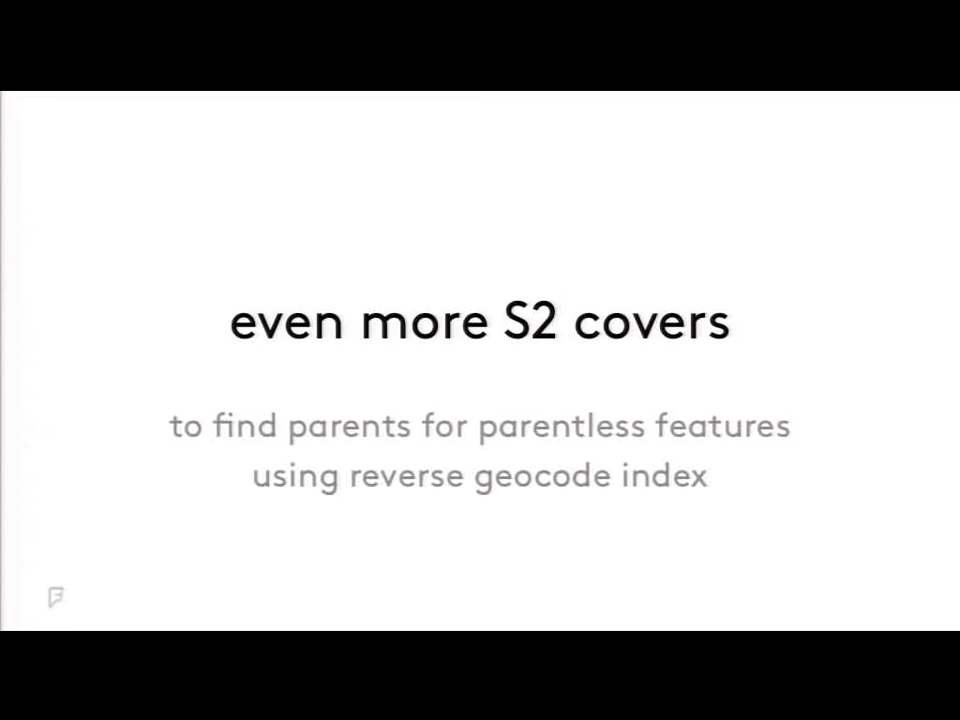 even more S2 covers
to find parents for parentless features
using reverse geocode index